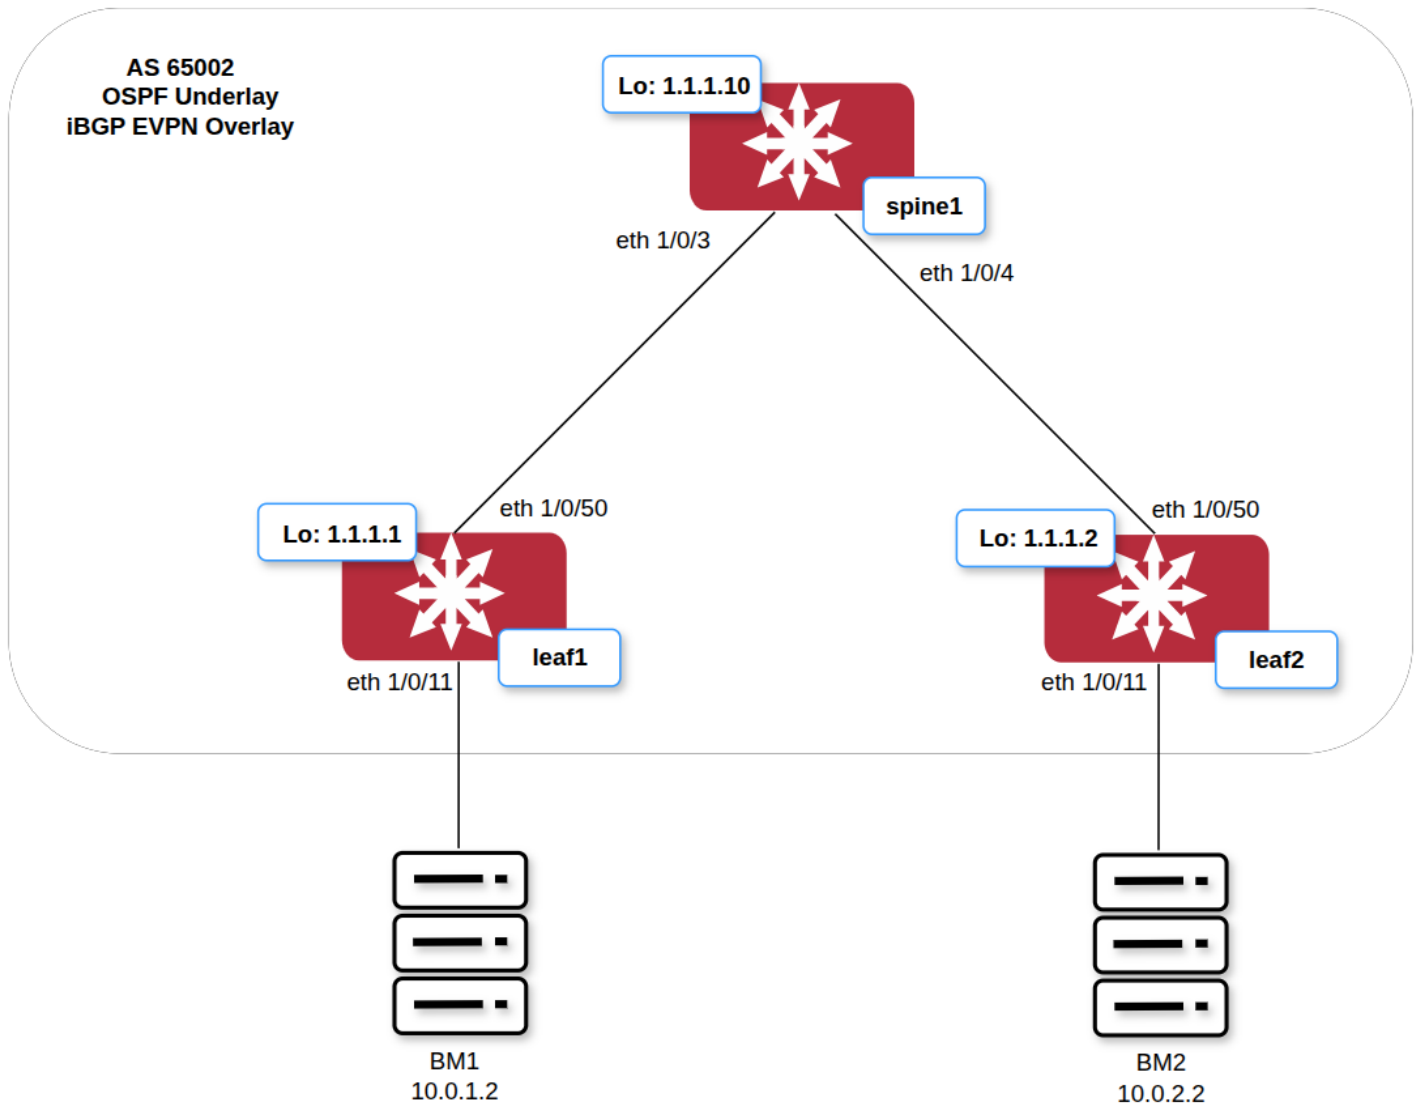 AS 65002
OSPF Underlay
iBGP EVPN Overlay
Lo: 1.1.1.10
spine1
eth 1/0/3
eth 1/0/4
eth 1/0/50
eth 1/0/50
Lo: 1.1.1.1
Lo: 1.1.1.2
leaf1
leaf2
eth 1/0/11
eth 1/0/11
BM1
10.0.1.2
BM2
10.0.2.2